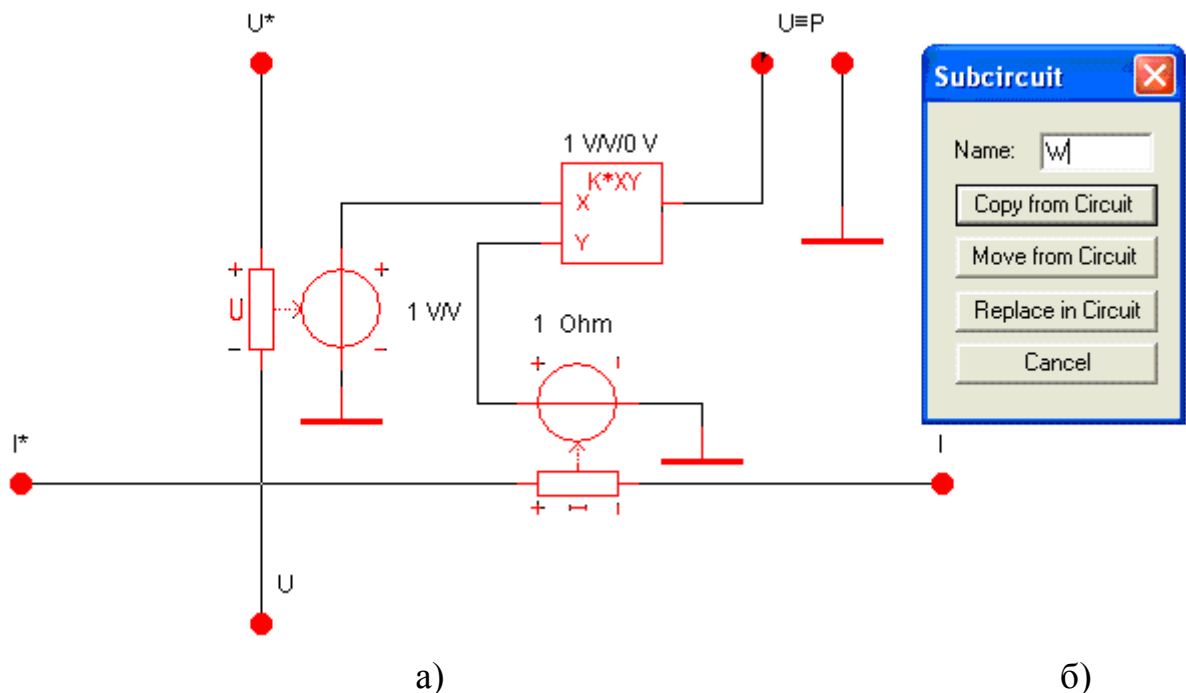 U*
U≡P
1 V/V/0 V
K*XY
X
Y
+
U
−
+
−
1 V/V
1 Ohm
+
−
I*
I
+
I
−
U
а)
Subcircuit
Name: W
Copy from Circuit
Move from Circuit
Replace in Circuit
Cancel
б)